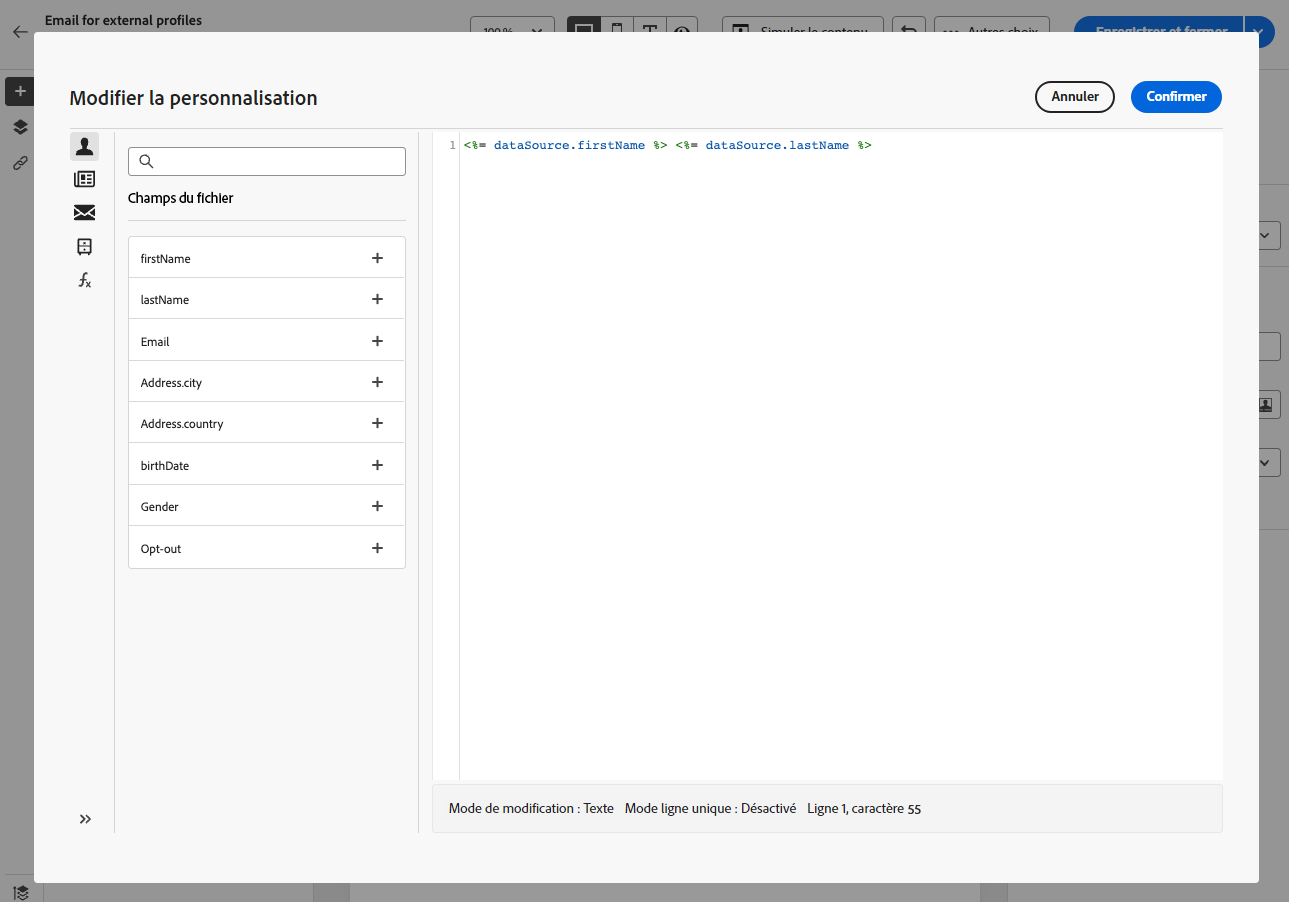 Email for external profiles
100 %
Simuler le contenu
Autres choix
Enregistrer et fermer
Modifier la personnalisation
Annuler
Confirmer
1 <%= dataSource.firstName %> <%= dataSource.lastName %>
Champs du fichier
firstName
lastName
Email
Address.city
Address.country
birthDate
Gender
Opt-out
Mode de modification : Texte Mode ligne unique : Désactivé Ligne 1, caractère 55